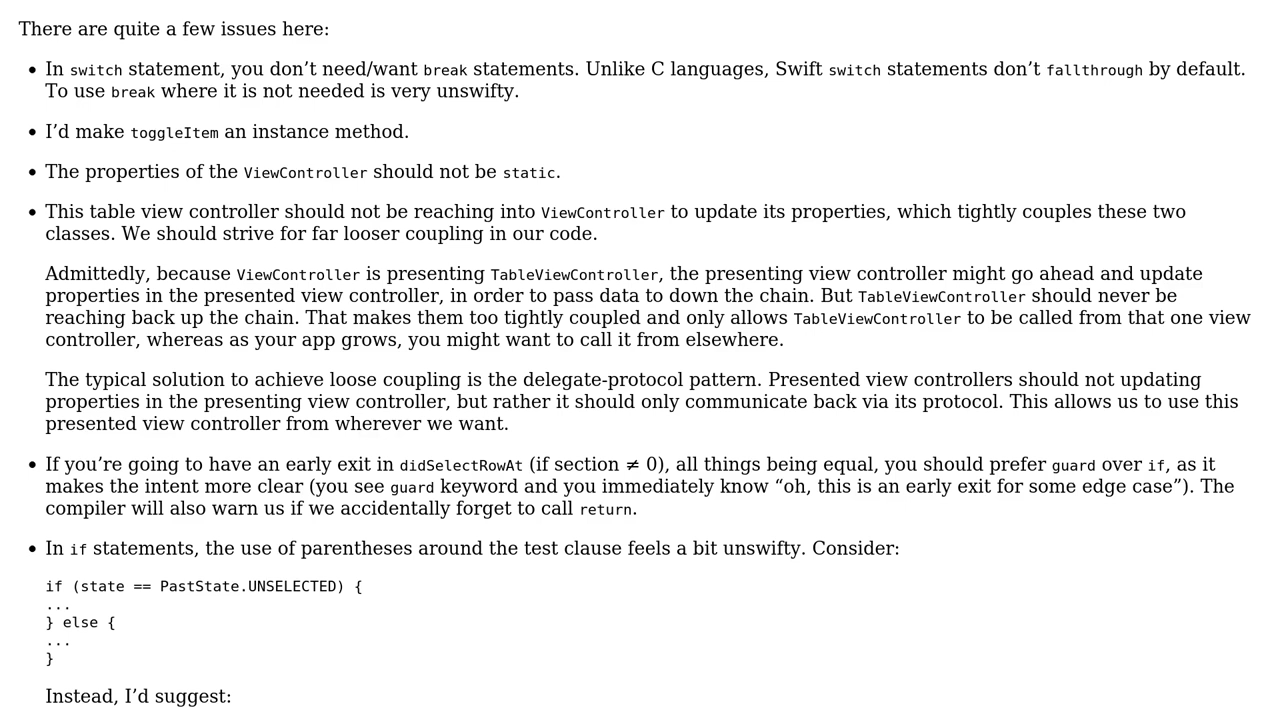 There are quite a few issues here:
• In switch statement, you don’t need/want break statements. Unlike C languages, Swift switch statements don’t fallthrough by default.
To use break where it is not needed is very unswifty.
• I’d make toggleItem an instance method.
• The properties of the ViewController should not be static.
• This table view controller should not be reaching into ViewController to update its properties, which tightly couples these two
classes. We should strive for far looser coupling in our code.
Admittedly, because ViewController is presenting TableViewController, the presenting view controller might go ahead and update
properties in the presented view controller, in order to pass data to down the chain. But TableViewController should never be
reaching back up the chain. That makes them too tightly coupled and only allows TableViewController to be called from that one view
controller, whereas as your app grows, you might want to call it from elsewhere.
The typical solution to achieve loose coupling is the delegate-protocol pattern. Presented view controllers should not updating
properties in the presenting view controller, but rather it should only communicate back via its protocol. This allows us to use this
presented view controller from wherever we want.
• If you’re going to have an early exit in didSelectRowAt (if section ≠ 0), all things being equal, you should prefer guard over if, as it
makes the intent more clear (you see guard keyword and you immediately know “oh, this is an early exit for some edge case”). The
compiler will also warn us if we accidentally forget to call return.
• In if statements, the use of parentheses around the test clause feels a bit unswifty. Consider:
if (state == PastState.UNSELECTED) {
...
} else {
...
}
Instead, I’d suggest: